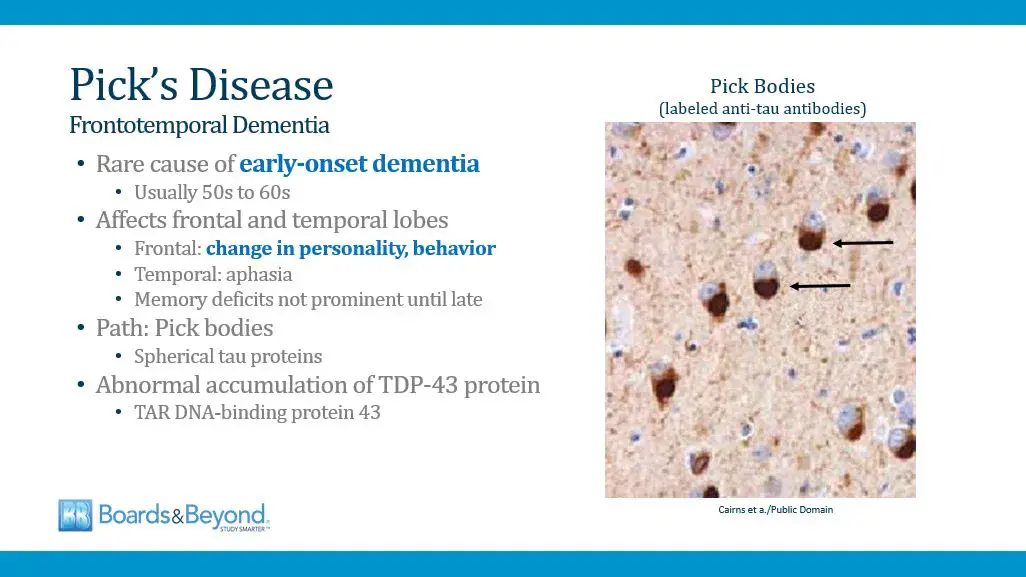 Pick’s Disease
Frontotemporal Dementia
• Rare cause of early-onset dementia
• Usually 50s to 60s
• Affects frontal and temporal lobes
• Frontal: change in personality, behavior
• Temporal: aphasia
• Memory deficits not prominent until late
• Path: Pick bodies
• Spherical tau proteins
• Abnormal accumulation of TDP-43 protein
• TAR DNA-binding protein 43
Pick Bodies
(labeled anti-tau antibodies)
Cairns et a./Public Domain
BB
Boards&Beyond.
STUDY SMARTER™